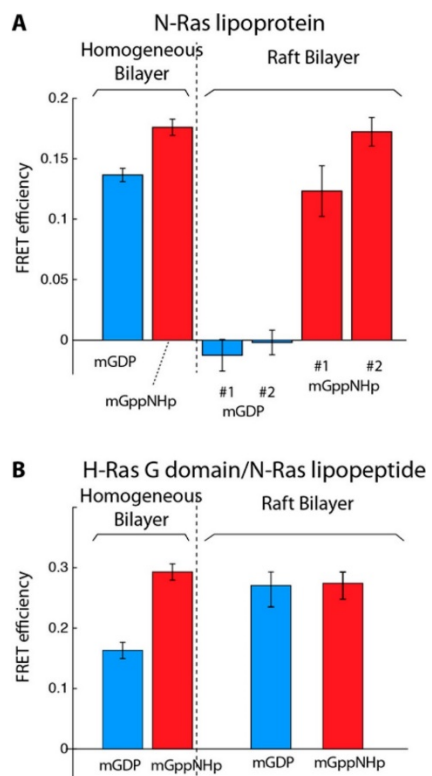 A
N-Ras lipoprotein
Homogeneous
Bilayer
Raft Bilayer
FRET efficiency
0.2
0.15
0.1
0.05
0
mGDP
mGppNHp
#1 #2
mGDP
#1 #2
mGppNHp
B
H-Ras G domain/N-Ras lipopeptide
Homogeneous
Bilayer
Raft Bilayer
FRET efficiency
0.3
0.2
0.1
0
mGDP mGppNHp
mGDP mGppNHp